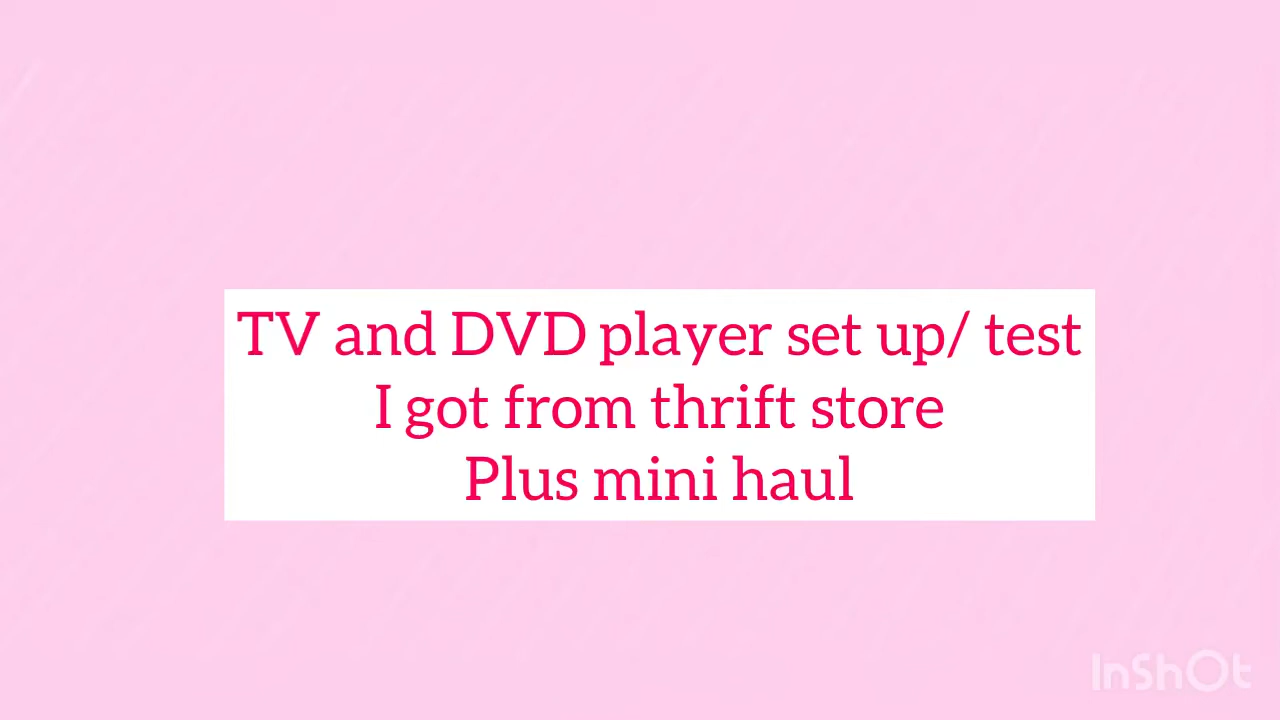 TV and DVD player set up/ test
I got from thrift store
Plus mini haul
InShOt